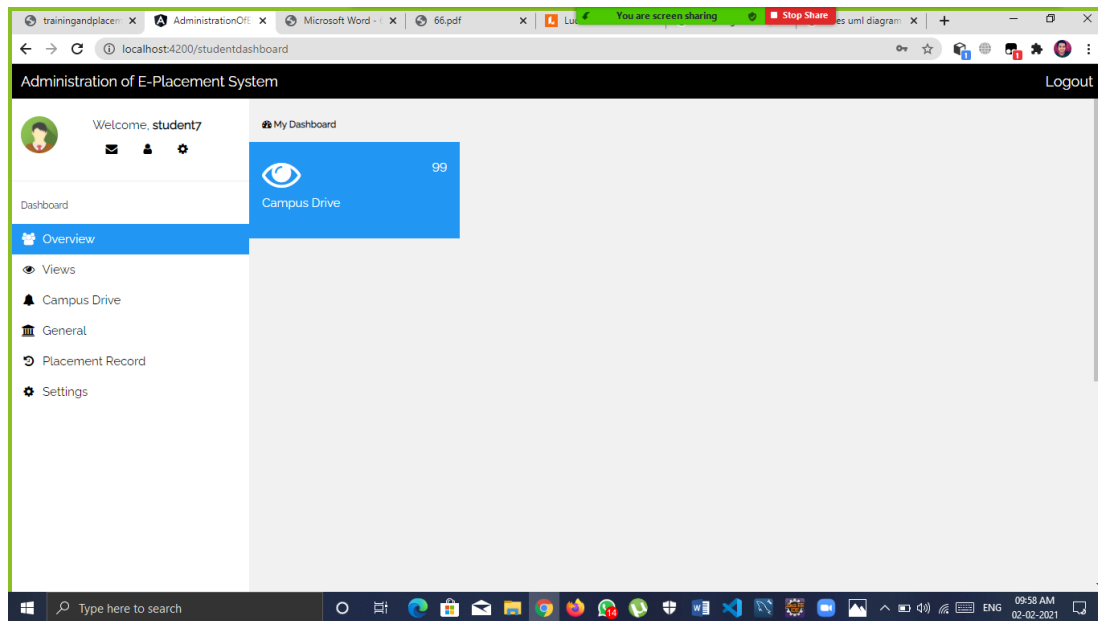 trainingandplacem
AdministrationOfE
Microsoft Word - (
66.pdf
You are screen sharing
Stop Share
es uml diagram
localhost:4200/studentdashboard
Administration of E-Placement System
Logout
Welcome, student7
My Dashboard
99
Campus Drive
Dashboard
Overview
Views
Campus Drive
General
Placement Record
Settings
Type here to search
14
ENG
09:58 AM
02-02-2021